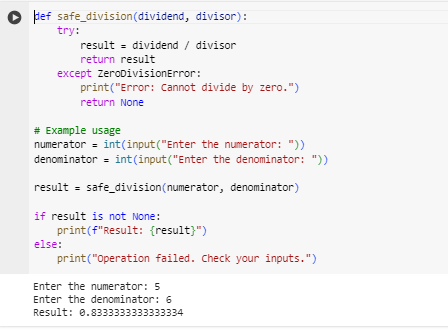 def safe_division(dividend, divisor):
    try:
        result = dividend / divisor
        return result
    except ZeroDivisionError:
        print("Error: Cannot divide by zero.")
        return None

# Example usage
numerator = int(input("Enter the numerator: "))
denominator = int(input("Enter the denominator: "))

result = safe_division(numerator, denominator)

if result is not None:
    print(f"Result: {result}")
else:
    print("Operation failed. Check your inputs.")

Enter the numerator: 5
Enter the denominator: 6
Result: 0.8333333333333334